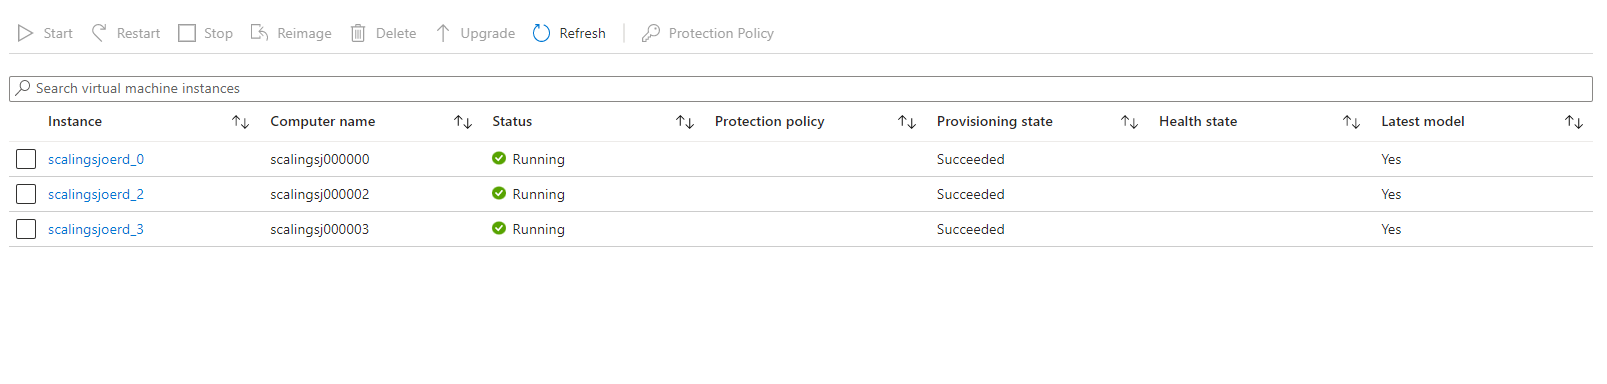 Start Restart Stop Reimage Delete Upgrade Refresh Protection Policy
Search virtual machine instances
Instance Computer name Status Protection policy Provisioning state Health state Latest model
scalingsjoerd_0 scalingsj000000 Running Succeeded Yes
scalingsjoerd_2 scalingsj000002 Running Succeeded Yes
scalingsjoerd_3 scalingsj000003 Running Succeeded Yes